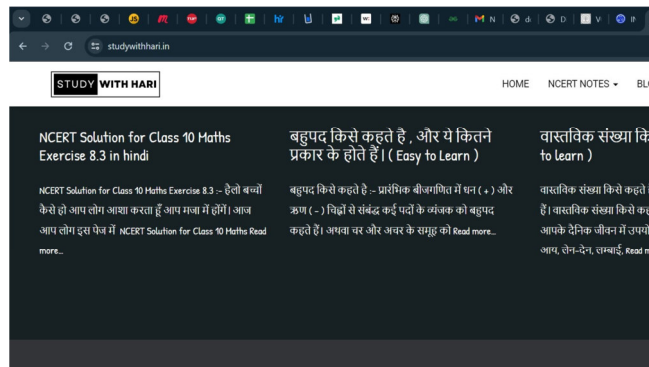 studywithhari.in
STUDY WITH HARI
HOME NCERT NOTES
NCERT Solution for Class 10 Maths
Exercise 8.3 in hindi
NCERT Solution for Class 10 Maths Exercise 8.3 :– हेलो बच्चों
कैसे हो आप लोग आशा करता हूँ आप मजा में होंगें। आज
आप लोग इस पेज में NCERT Solution for Class 10 Maths Read
more…
बहुपद किसे कहते है , और ये कितने
प्रकार के होते हैं। ( Easy to Learn )
बहुपद किसे कहते है :– प्रारंभिक बीजगणित में धन ( + ) और
ऋण ( – ) चिह्नों से संबंद्ध कई पदों के व्यंजक को बहुपद
कहते हैं। अथवा चर और अचर के समूह को Read more…
वास्तविक संख्या
to learn )
वास्तविक संख्या किसे कहते
हैं। वास्तविक संख्या किसे
आपके दैनिक जीवन में
आय, लेन-देन, लम्बाई, Read